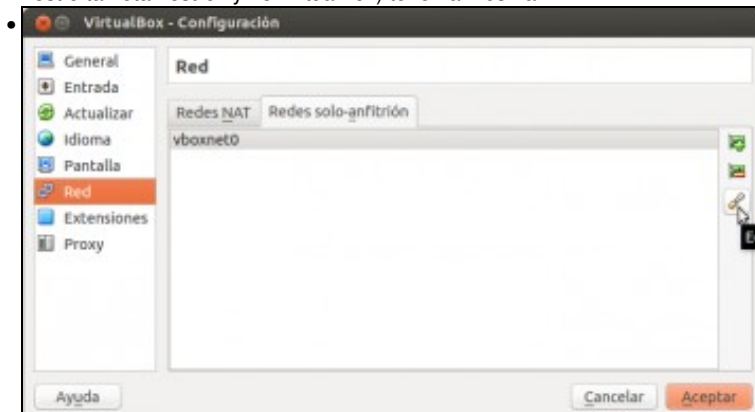 VirtualBox - Configuración
General
Entrada
Actualizar
Idioma
Pantalla
Red
Extensiones
Proxy
Red
Redes NAT Redes solo-anfitrión
vboxnet0
Ayuda
Cancelar Aceptar